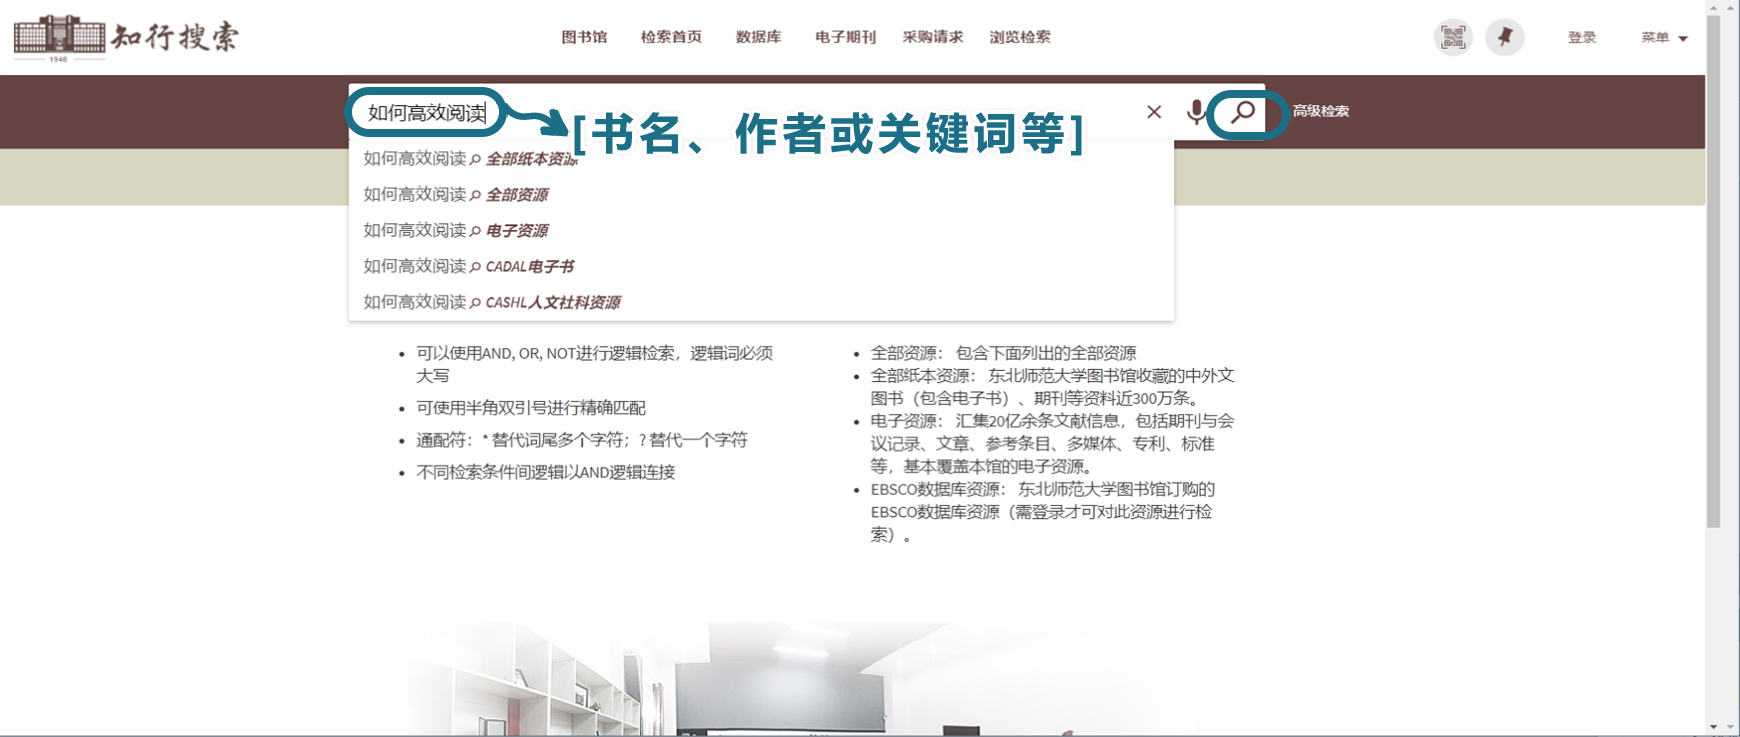 知行搜索
1946
图书馆 检索首页 数据库 电子期刊 采购请求 浏览检索
登录 菜单
如何高效阅读
[书名、作者或关键词等]
高级检索
如何高效阅读 全部纸本资源
如何高效阅读 全部资源
如何高效阅读 电子资源
如何高效阅读 CADAL电子书
如何高效阅读 CASHL人文社科资源
• 可以使用AND, OR, NOT进行逻辑检索，逻辑词必须
大写
• 可使用半角双引号进行精确匹配
• 通配符：* 替代词尾多个字符；? 替代一个字符
• 不同检索条件间逻辑以AND逻辑连接
• 全部资源： 包含下面列出的全部资源
• 全部纸本资源： 东北师范大学图书馆收藏的中外文
图书（包含电子书）、期刊等资料近300万条。
• 电子资源： 汇集20亿余条文献信息，包括期刊与会
议记录、文章、参考条目、多媒体、专利、标准
等，基本覆盖本馆的电子资源。
• EBSCO数据库资源： 东北师范大学图书馆订购的
EBSCO数据库资源（需登录才可对此资源进行检
索）。